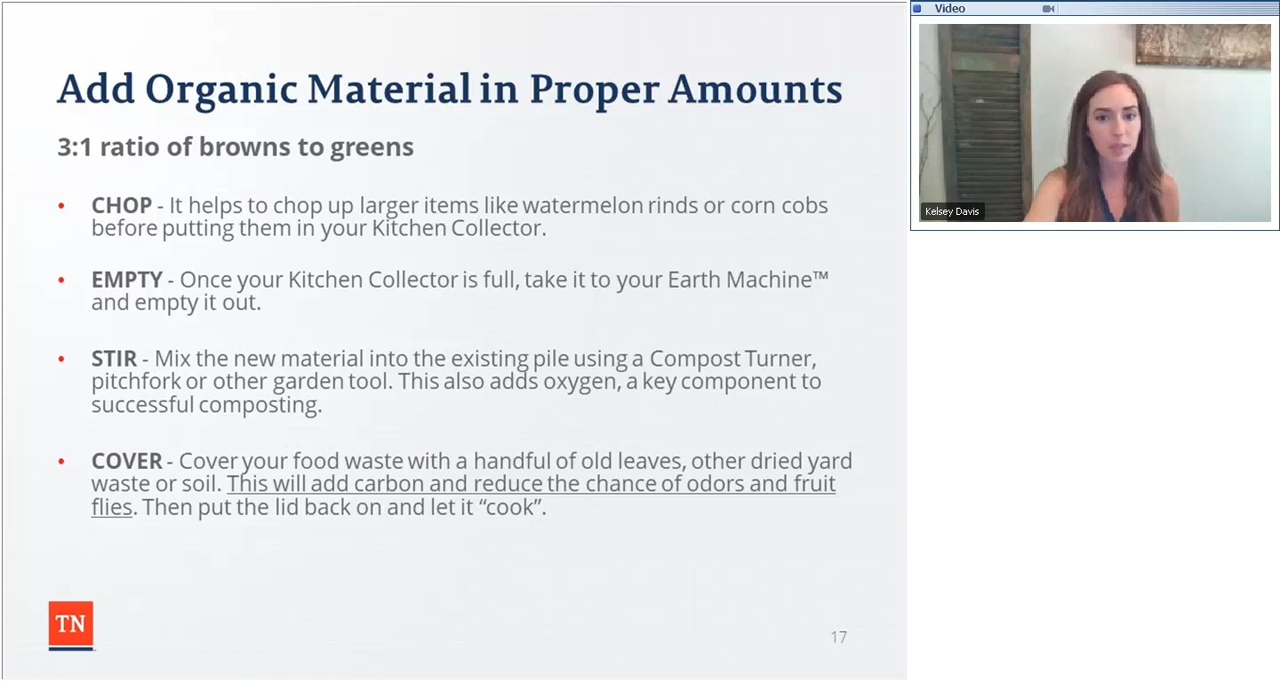 Add Organic Material in Proper Amounts
3:1 ratio of browns to greens
• CHOP - It helps to chop up larger items like watermelon rinds or corn cobs
before putting them in your Kitchen Collector.
• EMPTY - Once your Kitchen Collector is full, take it to your Earth Machine™
and empty it out.
• STIR - Mix the new material into the existing pile using a Compost Turner,
pitchfork or other garden tool. This also adds oxygen, a key component to
successful composting.
• COVER - Cover your food waste with a handful of old leaves, other dried yard
waste or soil. This will add carbon and reduce the chance of odors and fruit
flies. Then put the lid back on and let it “cook”.
TN
17
Video
Kelsey Davis